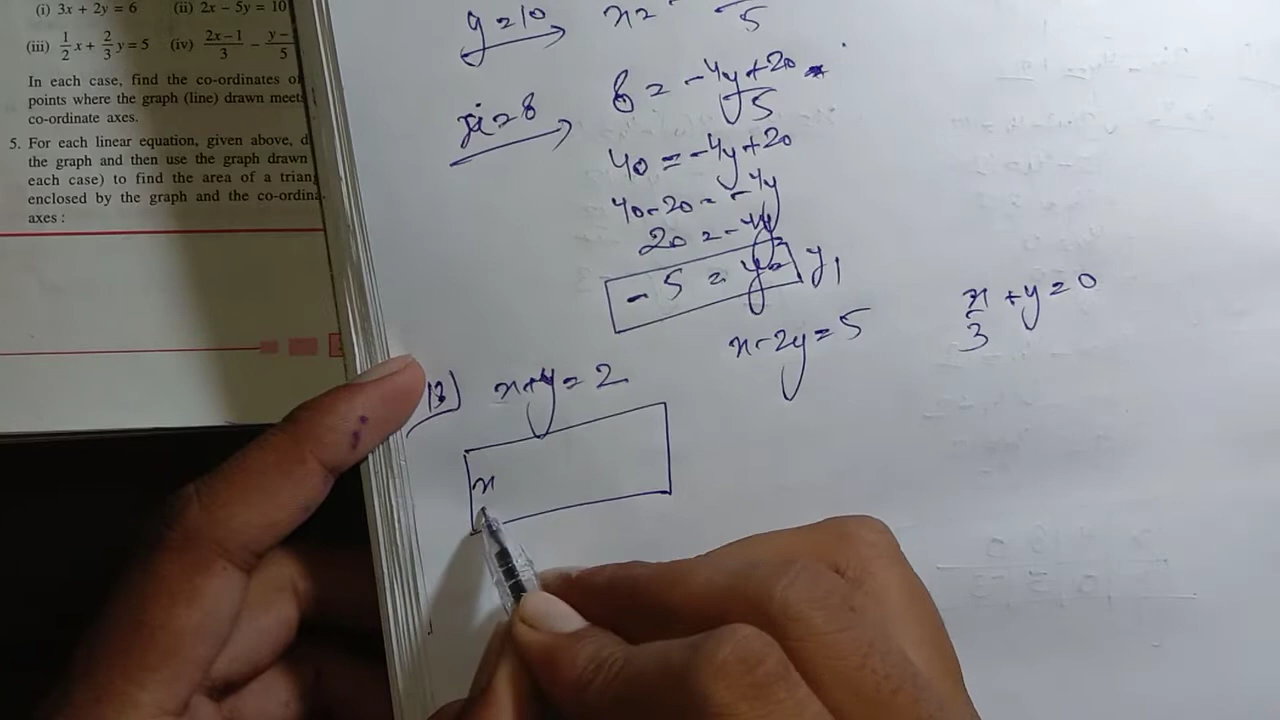 (i) 3x + 2y = 6 (ii) 2x - 5y = 10
(iii) 1/2 x + 2/3 y = 5 (iv) 2x-1/3 - y-/5
In each case, find the co-ordinates o
points where the graph (line) drawn meet
co-ordinate axes.
5. For each linear equation, given above, d
the graph and then use the graph drawn
each case) to find the area of a trian
enclosed by the graph and the co-ordina
axes :
y = 10 x = 5
x = 8 8 = -4y+20/5
40 = -4y+20
40-20 = -4y
20 = -4y
-5 = y
x - 2y = 5
x/3 + y = 0
13) x + y = 2
x